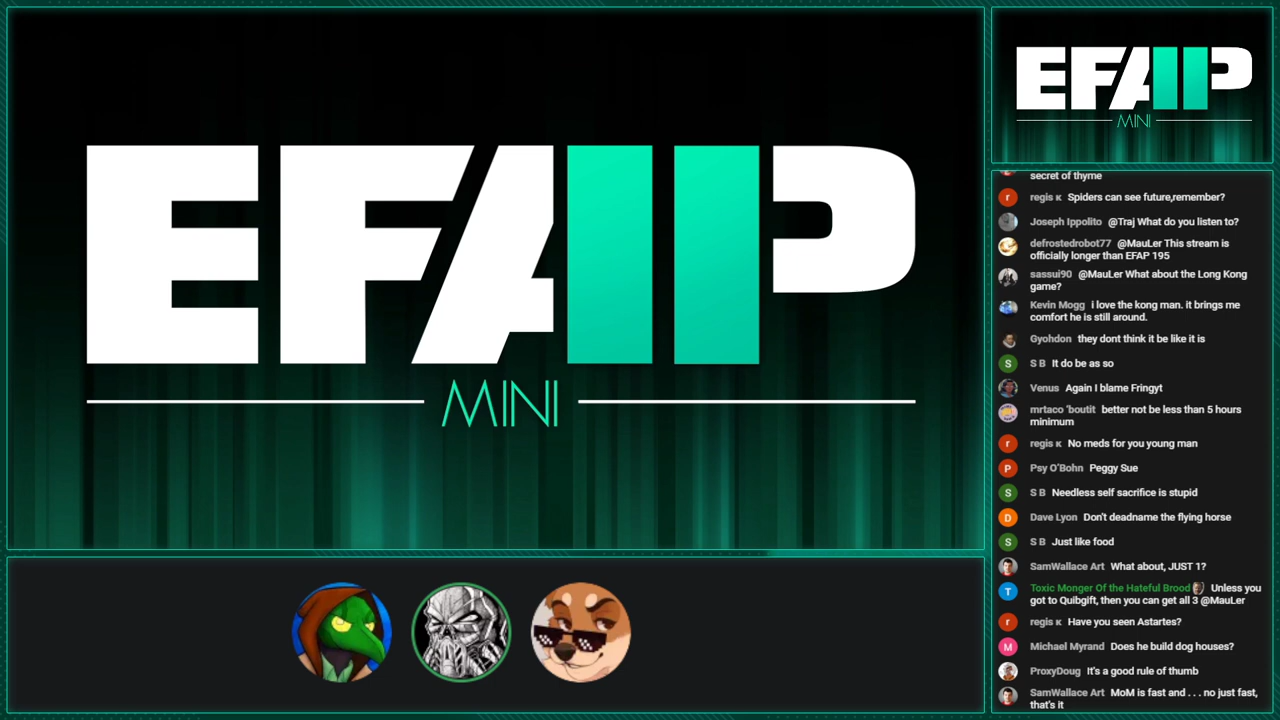 EFAP
MINI
EFAP
MINI
secret of thyme
r regis ĸ Spiders can see future,remember?
Joseph Ippolito @Traj What do you listen to?
defrostedrobot77 @MauLer This stream is
officially longer than EFAP 195
sassui90 @MauLer What about the Long Kong
game?
Kevin Mogg i love the kong man. it brings me
comfort he is still around.
Gyohdon they dont think it be like it is
S S B It do be as so
Venus Again I blame Fringyt
mrtaco 'boutit better not be less than 5 hours
minimum
r regis ĸ No meds for you young man
P Psy O'Bohn Peggy Sue
S S B Needless self sacrifice is stupid
D Dave Lyon Don't deadname the flying horse
S S B Just like food
SamWallace Art What about, JUST 1?
T Toxic Monger Of the Hateful Brood Unless you
got to Quibgift, then you can get all 3 @MauLer
r regis ĸ Have you seen Astartes?
M Michael Myrand Does he build dog houses?
ProxyDoug It's a good rule of thumb
SamWallace Art MoM is fast and . . . no just fast,
that's it